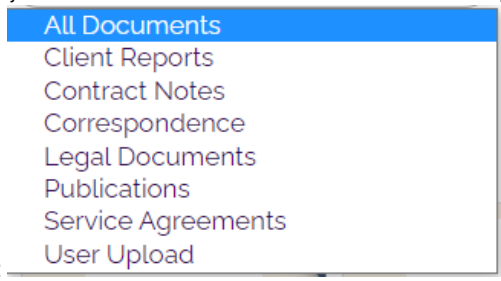 All Documents
Client Reports
Contract Notes
Correspondence
Legal Documents
Publications
Service Agreements
User Upload